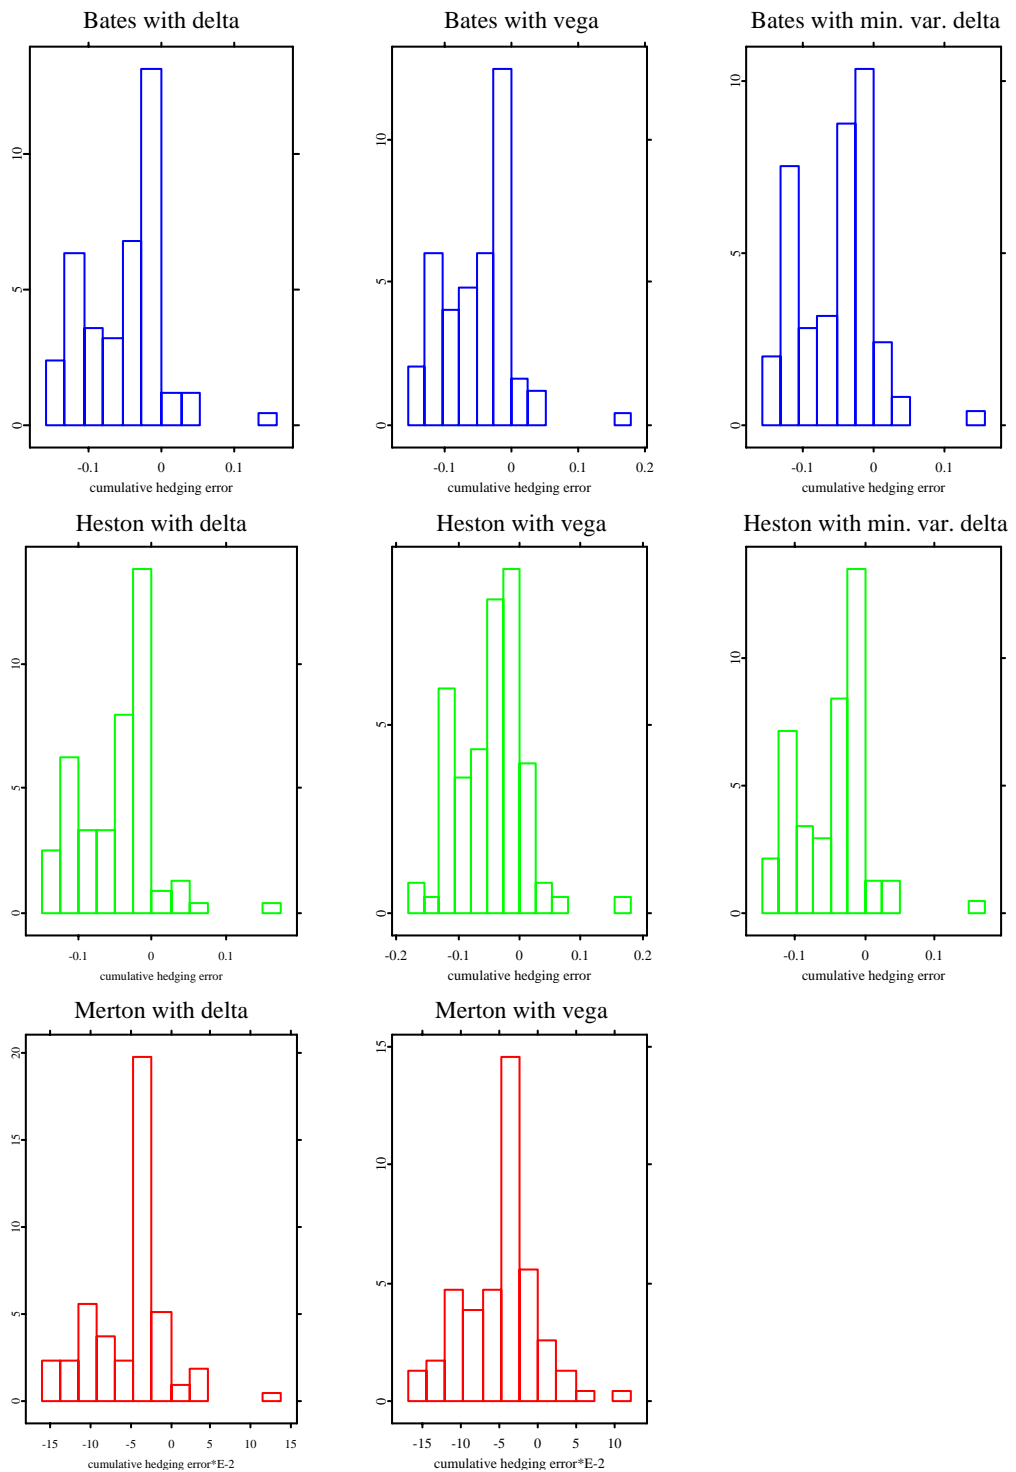 Bates with delta
Bates with vega
Bates with min. var. delta
0 5 10
0 5 10
0 5 10
-0.1 0 0.1
-0.1 0 0.1 0.2
-0.1 0 0.1
cumulative hedging error
cumulative hedging error
cumulative hedging error
Heston with delta
Heston with vega
Heston with min. var. delta
0 5 10
0 5
0 5 10
-0.1 0 0.1
-0.2 -0.1 0 0.1 0.2
-0.1 0 0.1
cumulative hedging error
cumulative hedging error
cumulative hedging error
Merton with delta
Merton with vega
0 5 10 15 20
0 5 10 15
-15 -10 -5 0 5 10 15
-15 -10 -5 0 5 10
cumulative hedging error*E-2
cumulative hedging error*E-2